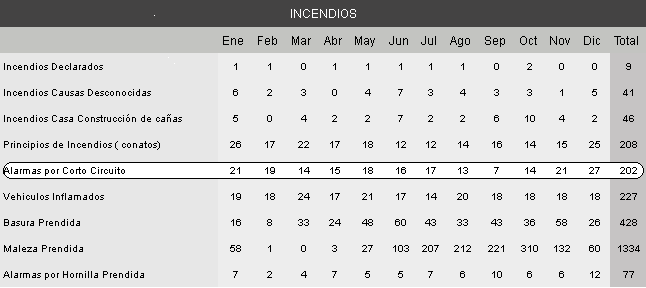 INCENDIOS
Ene Feb Mar Abr May Jun Jul Ago Sep Oct Nov Dic Total
Incendios Declarados 1 1 0 1 1 1 1 1 0 2 0 0 9
Incendios Causas Desconocidas 6 2 3 0 4 7 3 4 3 3 1 5 41
Incendios Casa Construcción de cañas 5 0 4 2 2 7 2 2 6 10 4 2 46
Principios de Incendios ( conatos) 26 17 22 17 18 12 12 14 16 14 15 25 208
Alarmas por Corto Circuito 21 19 14 15 18 16 17 13 7 14 21 27 202
Vehiculos Inflamados 19 18 24 17 21 17 14 20 18 18 18 18 227
Basura Prendida 16 8 33 24 48 60 43 33 43 36 58 26 428
Maleza Prendida 58 1 0 3 27 103 207 212 221 310 132 60 1334
Alarmas por Hornilla Prendida 7 2 4 7 5 5 7 6 10 6 6 12 77